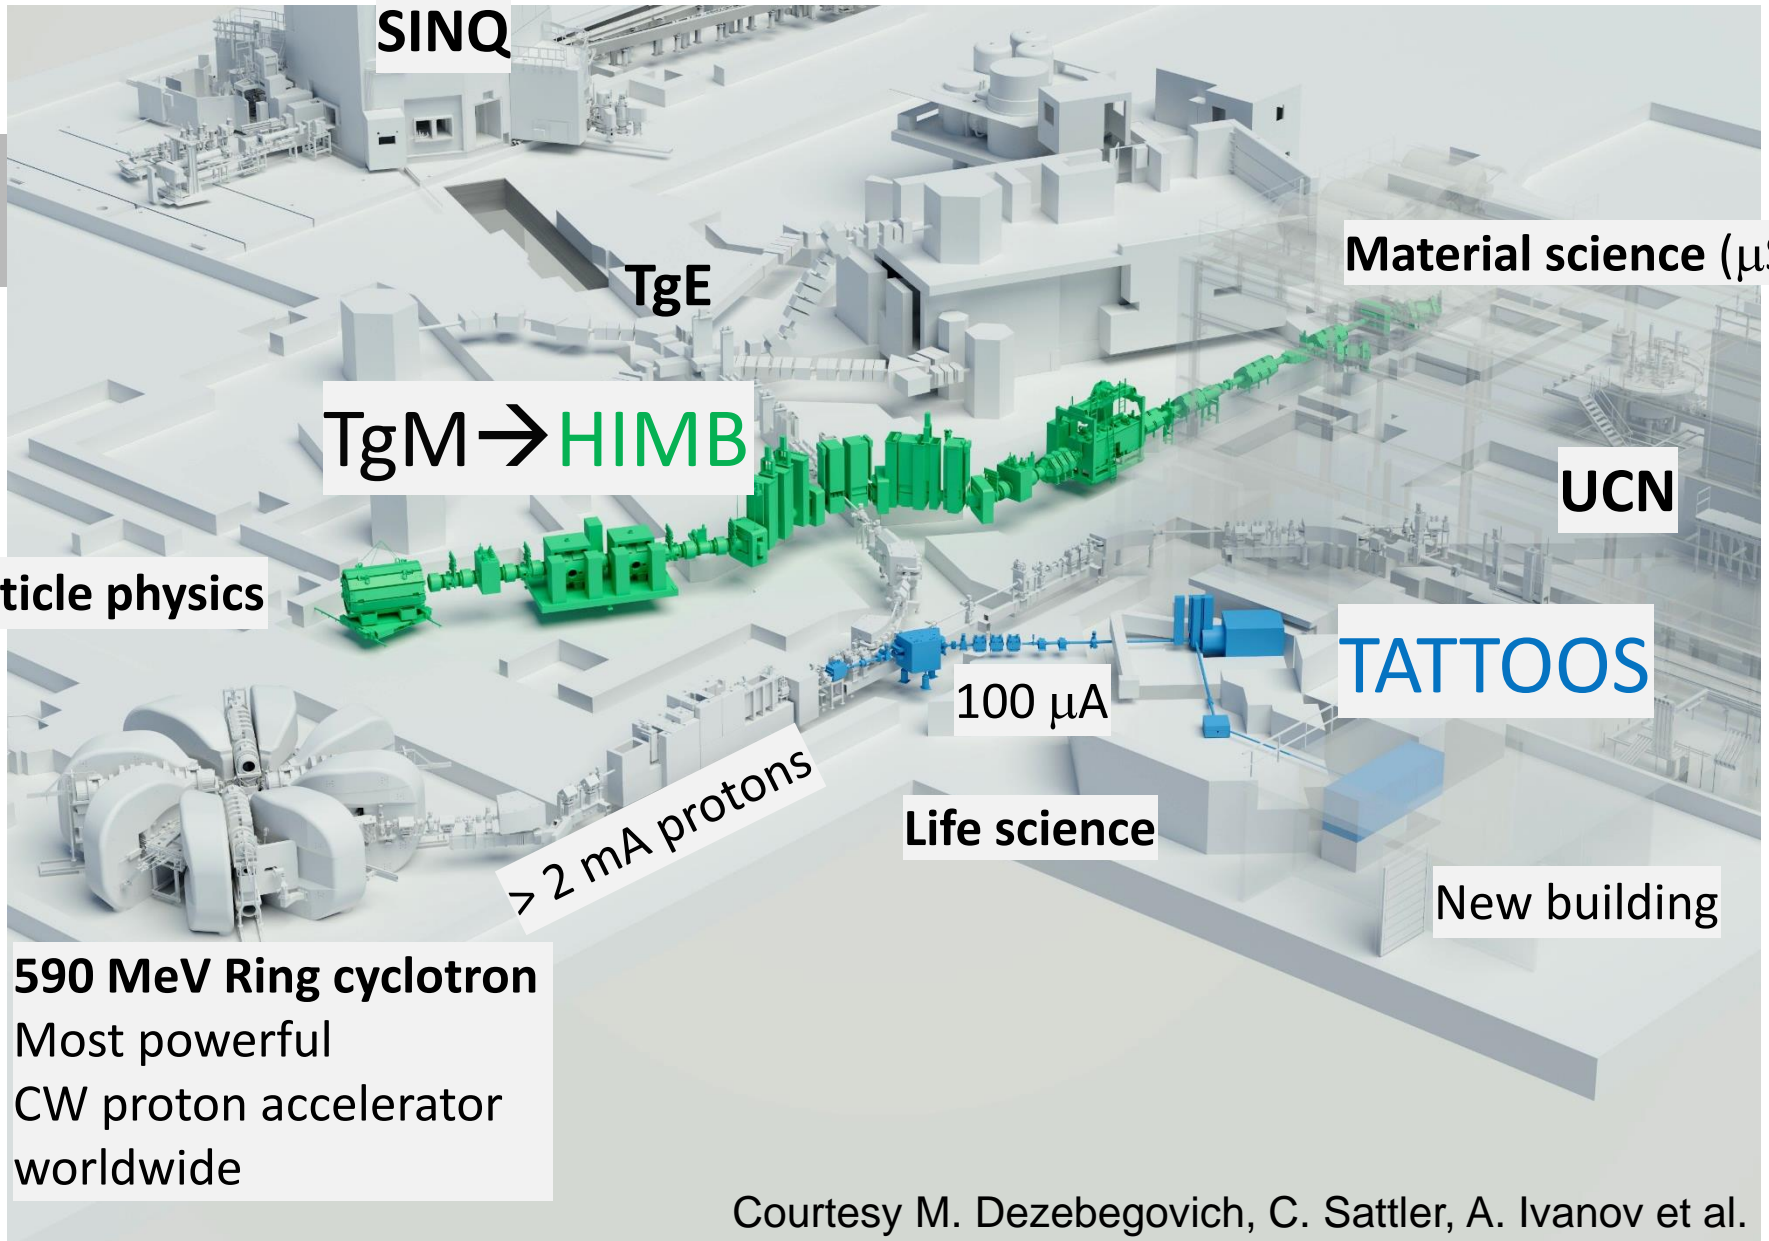 SINQ
Material science (μS
TgE
TgM→HIMB
UCN
ticle physics
TATTOOS
100 μA
> 2 mA protons
Life science
New building
590 MeV Ring cyclotron
Most powerful
CW proton accelerator
worldwide
Courtesy M. Dezebegovich, C. Sattler, A. Ivanov et al.